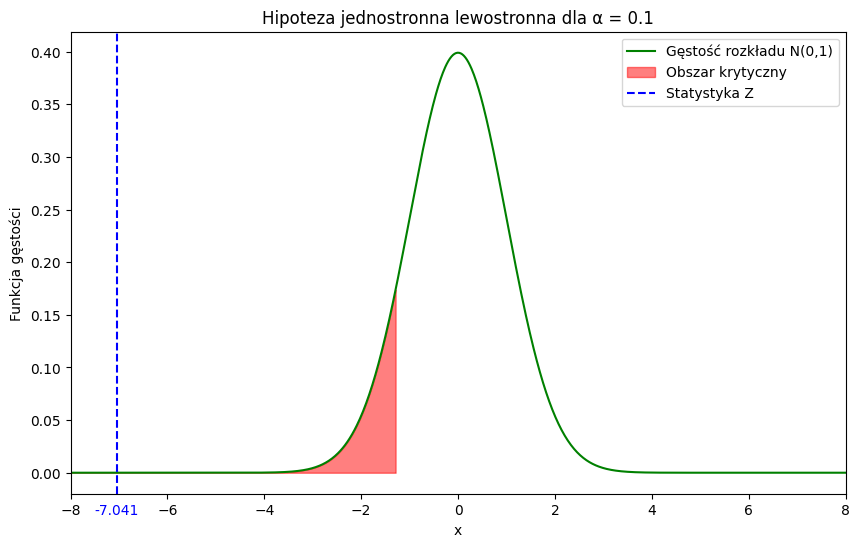 Hipoteza jednostronna lewostronna dla α = 0.1
Gęstość rozkładu N(0,1)
Obszar krytyczny
Statystyka Z
Funkcja gęstości
0.40
0.35
0.30
0.25
0.20
0.15
0.10
0.05
0.00
−8 -7.041 −6 −4 −2 0 2 4 6 8
x